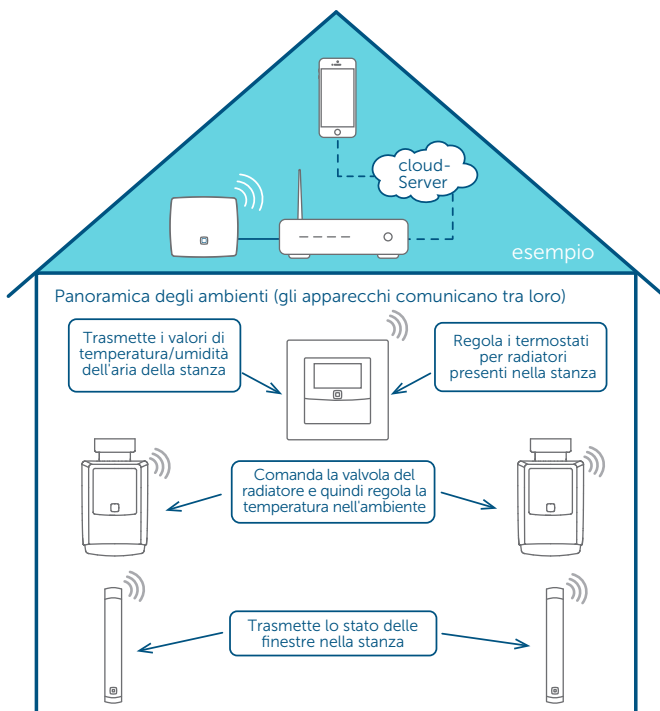 cloud-
Server
esempio
Panoramica degli ambienti (gli apparecchi comunicano tra loro)
Trasmette i valori di
temperatura/umidità
dell'aria della stanza
Regola i termostati
per radiatori
presenti nella stanza
Comanda la valvola del
radiatore e quindi regola la
temperatura nell'ambiente
Trasmette lo stato delle
finestre nella stanza